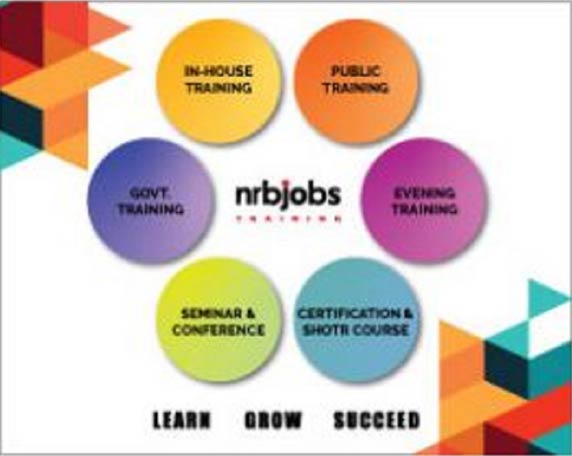 IN-HOUSE
TRAINING
PUBLIC
TRAINING
GOVT.
TRAINING
nrbjobs
TRAINING
EVENING
TRAINING
SEMINAR &
CONFERENCE
CERTIFICATION &
SHOTR COURSE
LEARN GROW SUCCEED